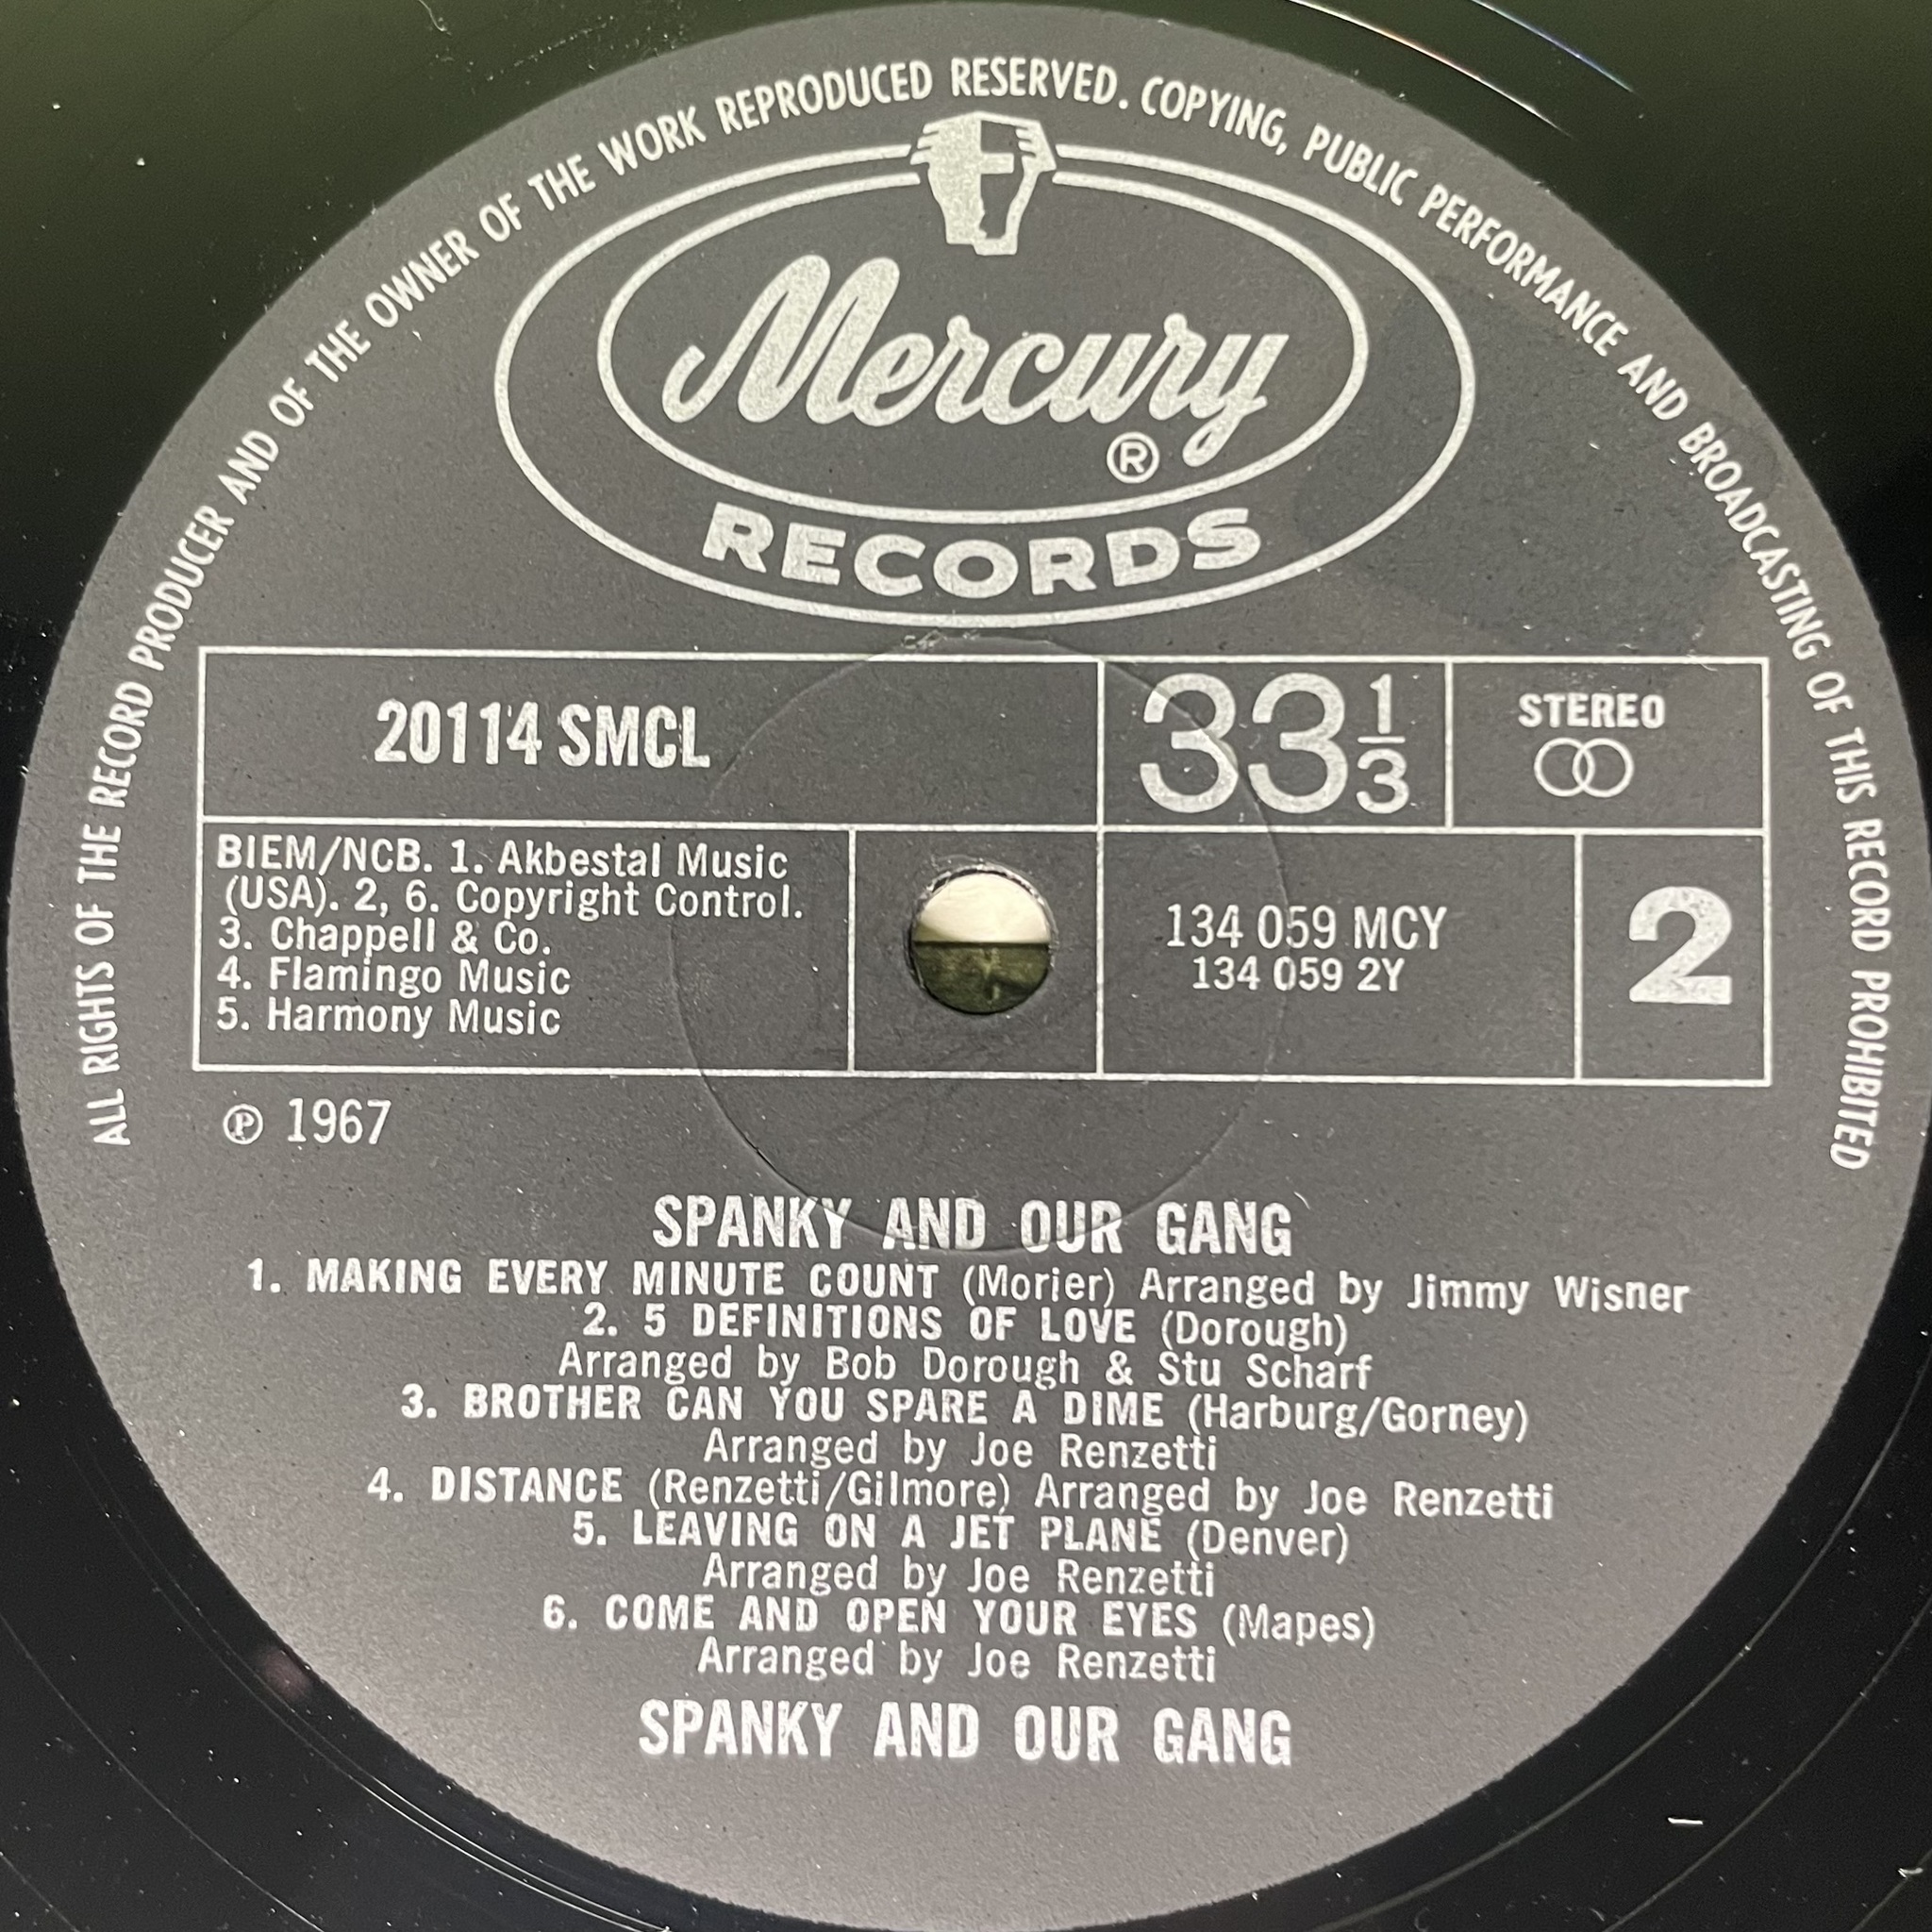 ALL RIGHTS OF THE RECORD PRODUCER AND OF THE OWNER OF THE WORK REPRODUCED RESERVED. COPYING, PUBLIC PERFORMANCE AND BROADCASTING OF THIS RECORD PROHIBITED
Mercury
®
RECORDS
20114 SMCL
33 1/3
STEREO
BIEM/NCB. 1. Akbestal Music
(USA). 2, 6. Copyright Control.
3. Chappell & Co.
4. Flamingo Music
5. Harmony Music
134 059 MCY
134 059 2Y
2
℗ 1967
SPANKY AND OUR GANG
1. MAKING EVERY MINUTE COUNT (Morier) Arranged by Jimmy Wisner
2. 5 DEFINITIONS OF LOVE (Dorough)
Arranged by Bob Dorough & Stu Scharf
3. BROTHER CAN YOU SPARE A DIME (Harburg/Gorney)
Arranged by Joe Renzetti
4. DISTANCE (Renzetti/Gilmore) Arranged by Joe Renzetti
5. LEAVING ON A JET PLANE (Denver)
Arranged by Joe Renzetti
6. COME AND OPEN YOUR EYES (Mapes)
Arranged by Joe Renzetti
SPANKY AND OUR GANG